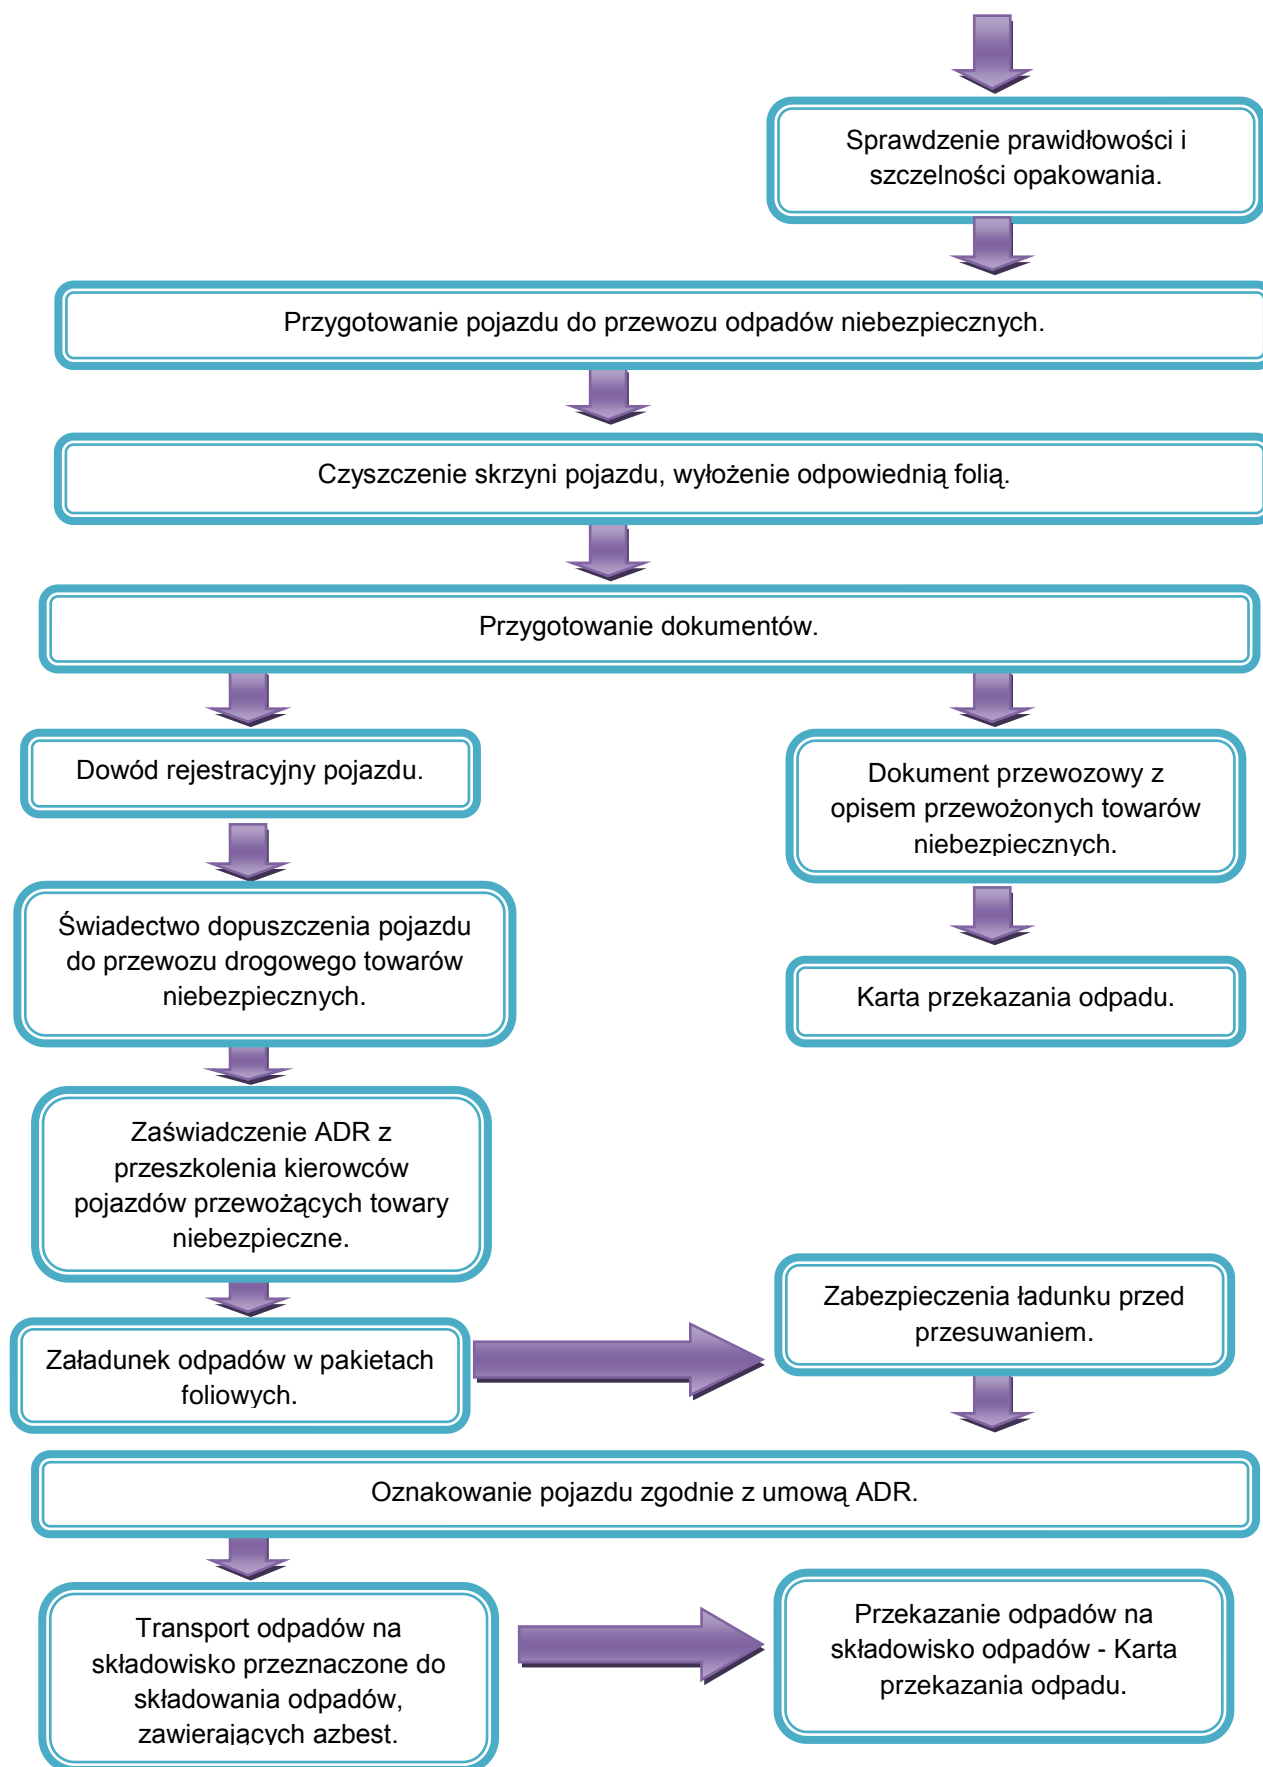 Sprawdzenie prawidłowości i
szczelności opakowania.
Przygotowanie pojazdu do przewozu odpadów niebezpiecznych.
Czyszczenie skrzyni pojazdu, wyłożenie odpowiednią folią.
Przygotowanie dokumentów.
Dowód rejestracyjny pojazdu.
Świadectwo dopuszczenia pojazdu
do przewozu drogowego towarów
niebezpiecznych.
Zaświadczenie ADR z
przeszkolenia kierowców
pojazdów przewożących towary
niebezpieczne.
Dokument przewozowy z
opisem przewożonych towarów
niebezpiecznych.
Karta przekazania odpadu.
Załadunek odpadów w pakietach
foliowych.
Zabezpieczenia ładunku przed
przesuwaniem.
Oznakowanie pojazdu zgodnie z umową ADR.
Transport odpadów na
składowisko przeznaczone do
składowania odpadów,
zawierających azbest.
Przekazanie odpadów na
składowisko odpadów - Karta
przekazania odpadu.